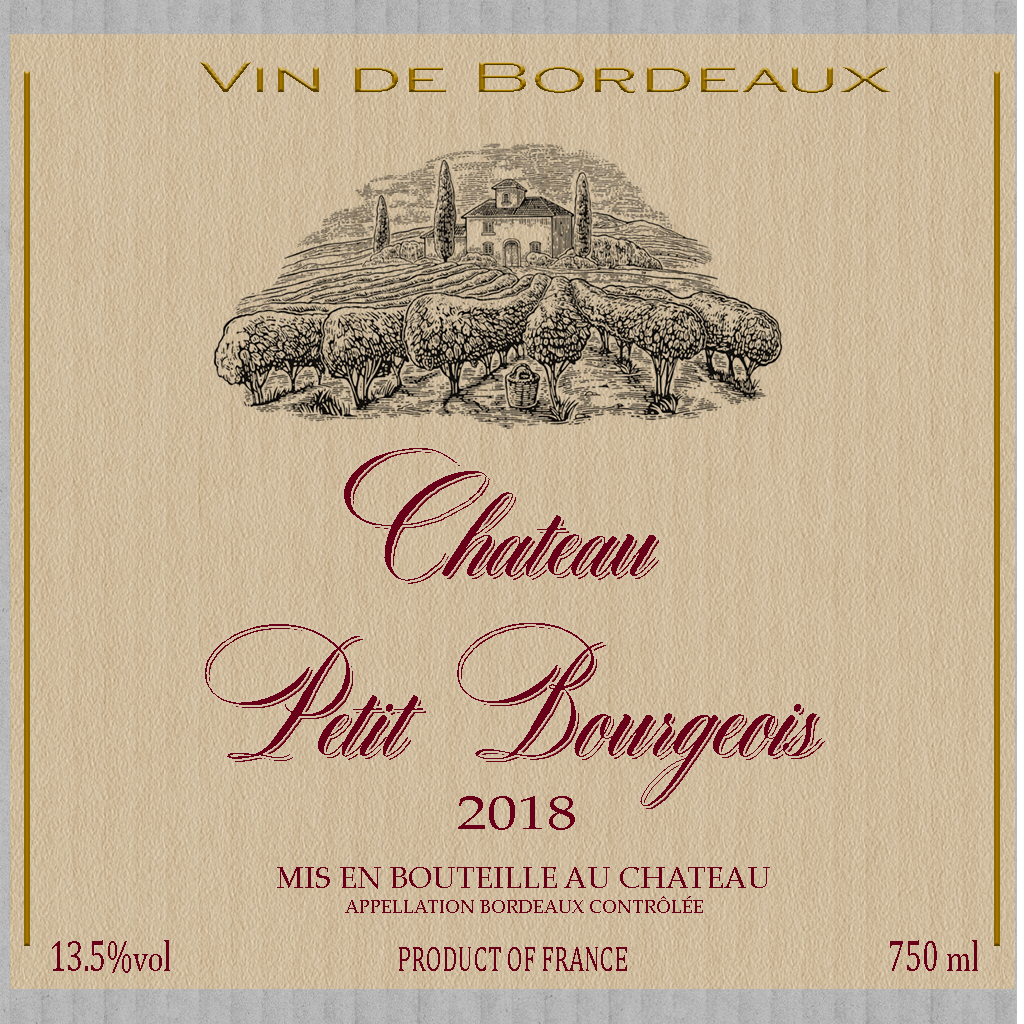 VIN DE BORDEAUX
Chateau
Petit Bourgeois
2018
MIS EN BOUTEILLE AU CHATEAU
APPELLATION BORDEAUX CONTRÔLÉE
13.5%vol PRODUCT OF FRANCE 750 ml